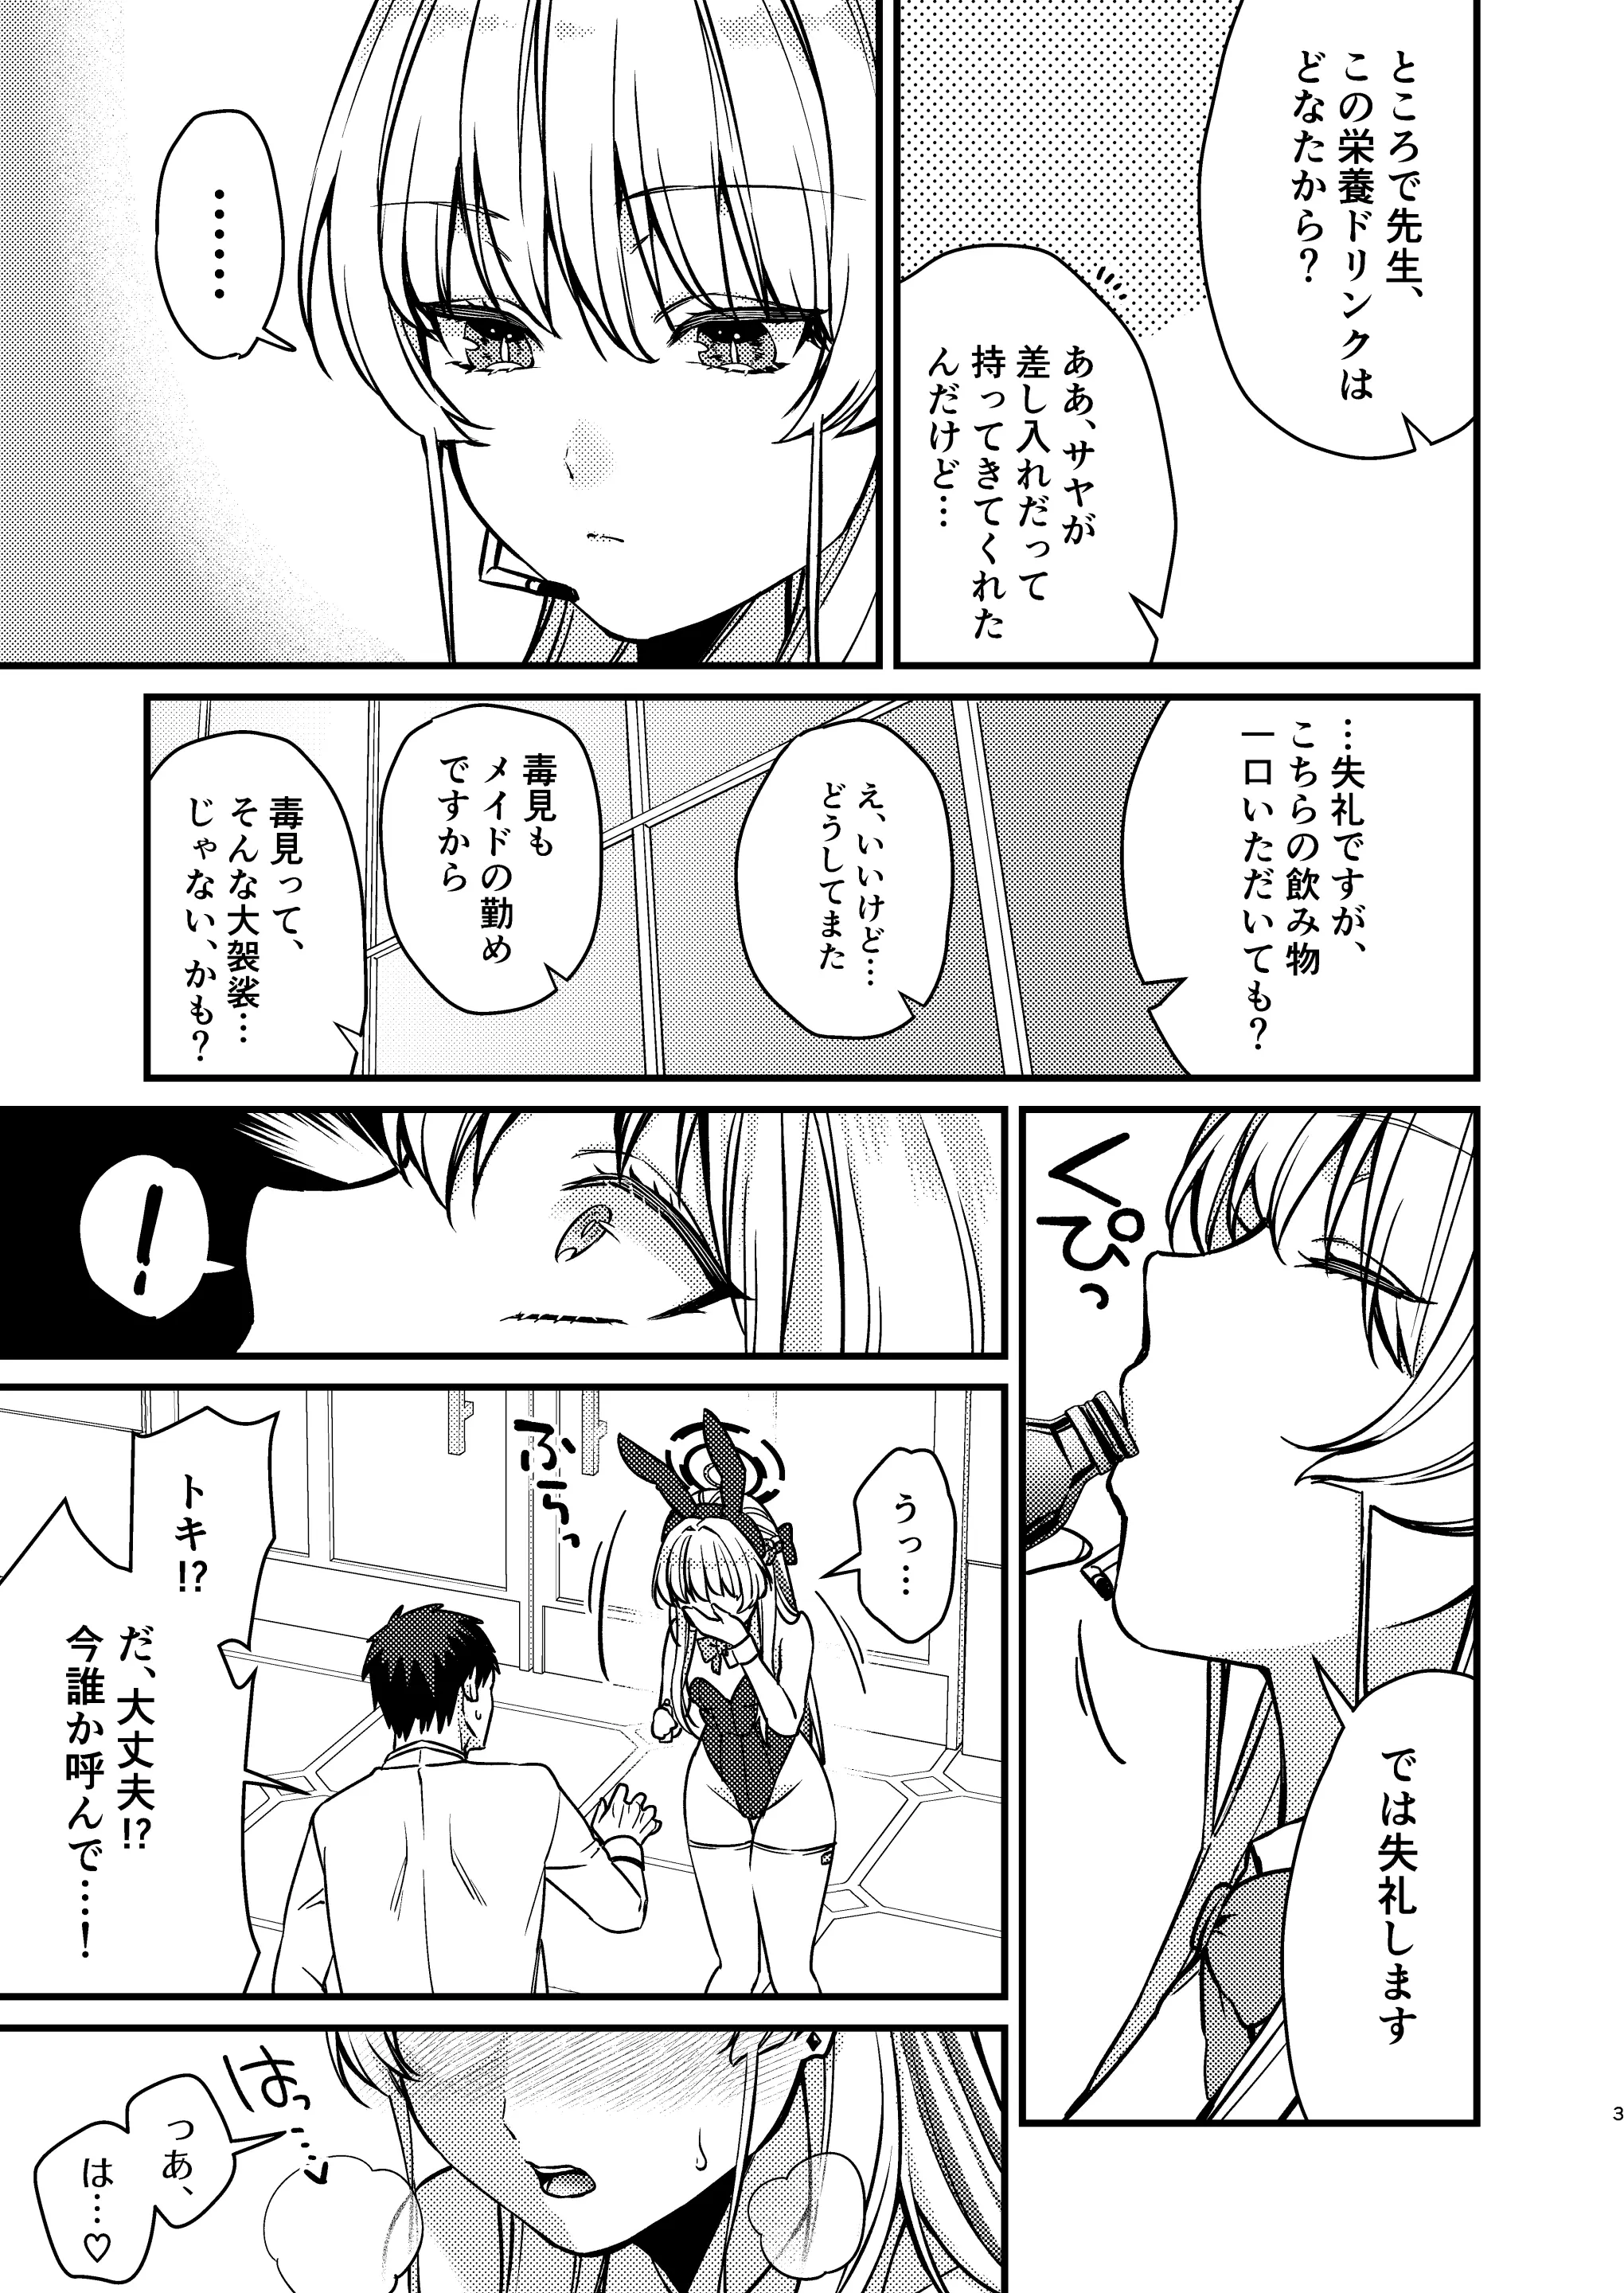 ところで先生、
この栄養ドリンクは
どなたから？
ああ、サヤが
差し入れだって
持ってきてくれた
んだけど…
……
…失礼ですが、
こちらの飲み物
一口いただいても？
え、いいけど…
どうしてまた
毒見も
メイドの勤め
ですから
毒見って、
そんな大袈裟…
じゃない、かも？
では失礼します
くぴっ
！
うっ…
ふらっ
トキ!?
だ、大丈夫!?
今誰か呼んで……！
はっ…
っあ、
は…♡
3